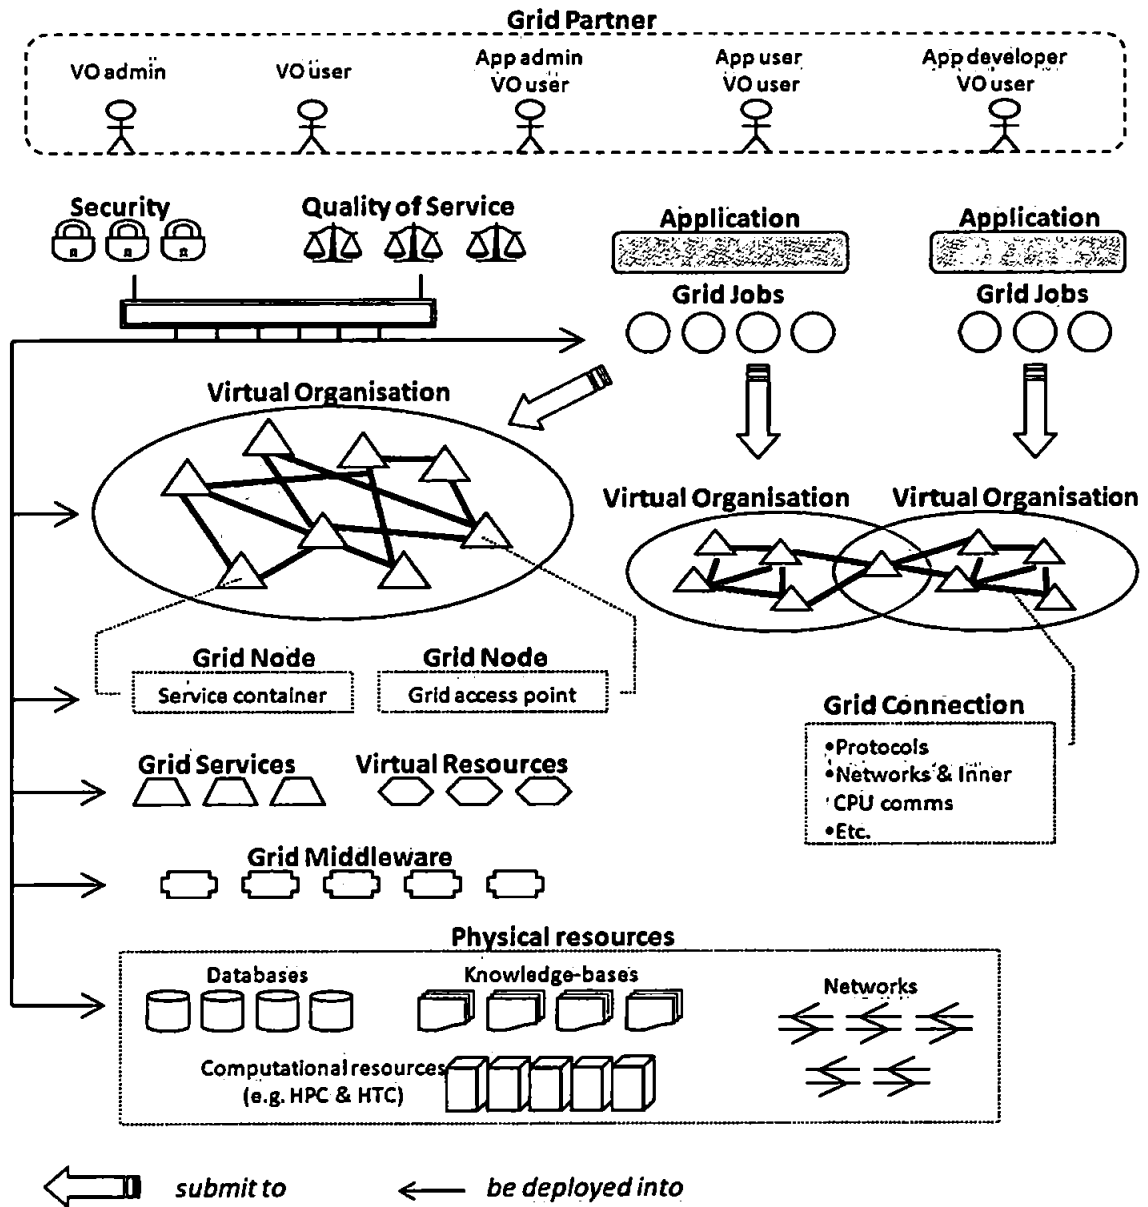 Grid Partner
VO admin
VO user
App admin
VO user
App user
VO user
App developer
VO user
Security
Quality of Service
Application
Application
Grid Jobs
Grid Jobs
Virtual Organisation
Virtual Organisation
Virtual Organisation
Grid Node
Grid Node
Service container
Grid access point
Grid Connection
•Protocols
•Networks & Inner
CPU comms
•Etc.
Grid Services
Virtual Resources
Grid Middleware
Physical resources
Databases
Knowledge-bases
Networks
Computational resources
(e.g. HPC & HTC)
submit to
be deployed into